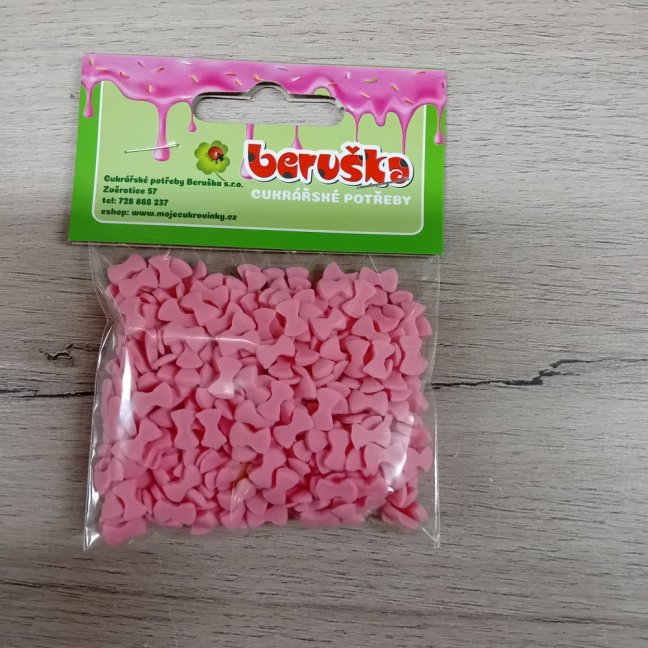 beruška
CUKRÁŘSKÉ POTŘEBY
Cukrářské potřeby Beruška s.r.o.
Zvěrotice 57
tel: 728 888 237
eshop: www.mojecukrovinky.cz